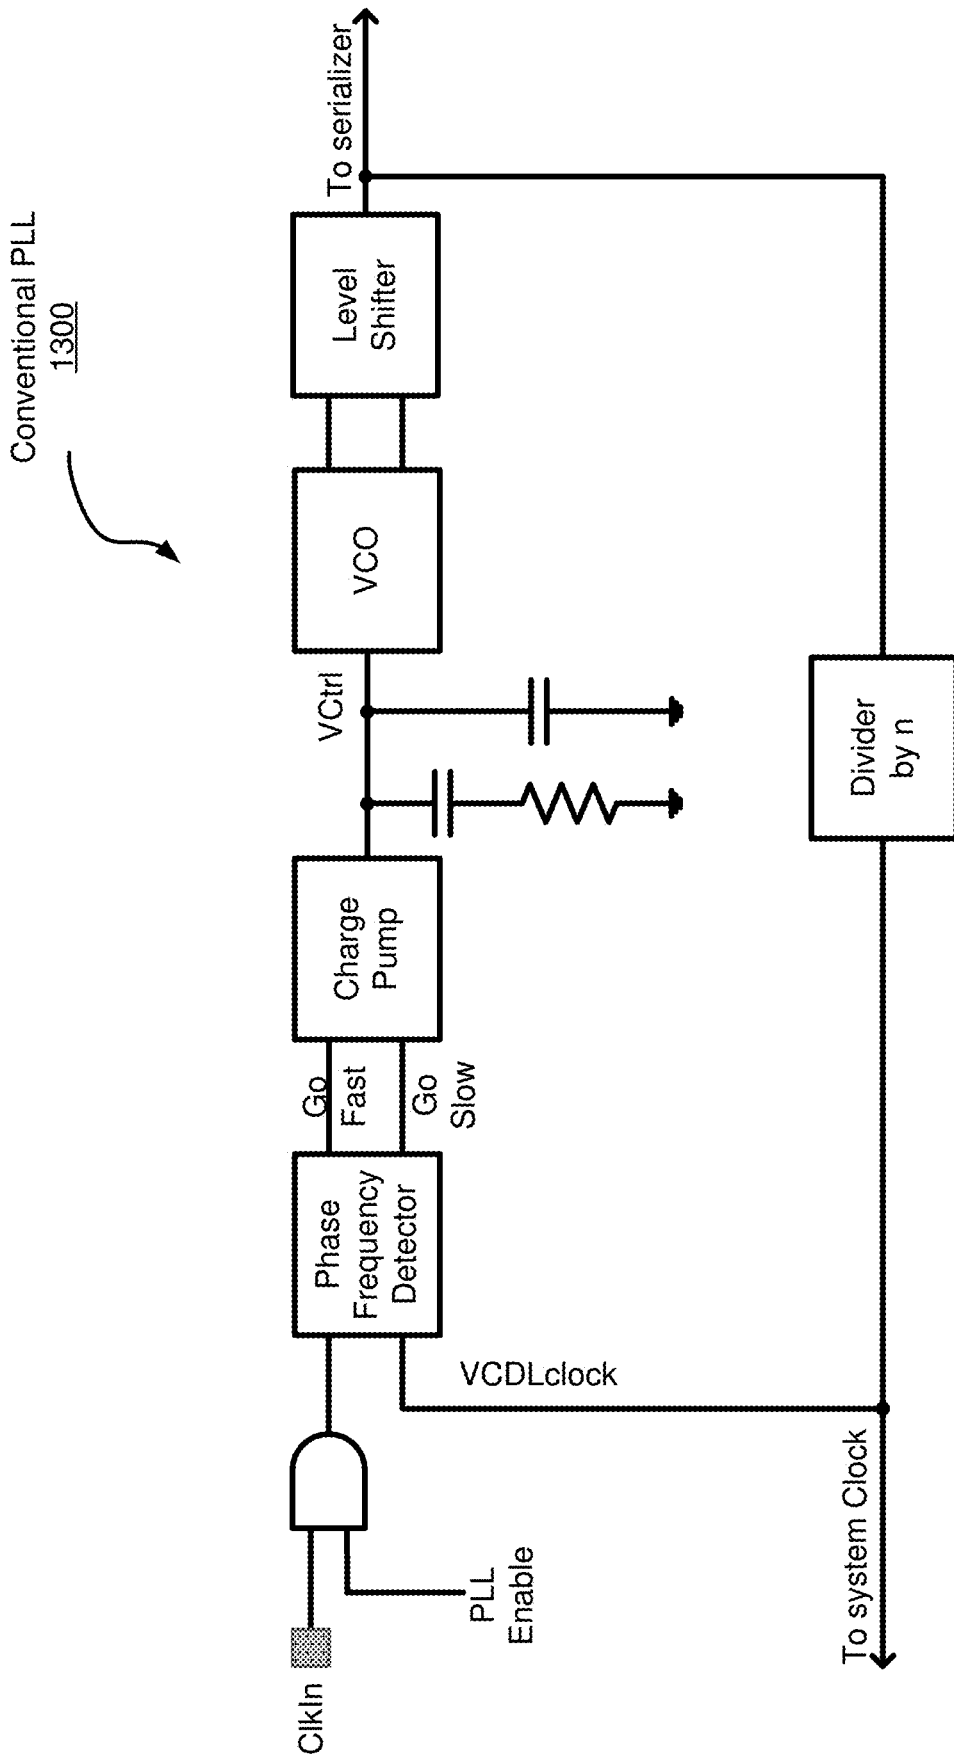 Conventional PLL
1300
ClkIn
PLL
Enable
Phase
Frequency
Detector
Go
Fast
Go
Slow
Charge
Pump
VCtrl
VCO
Level
Shifter
To serializer
VCDLclock
Divider
by n
To system Clock